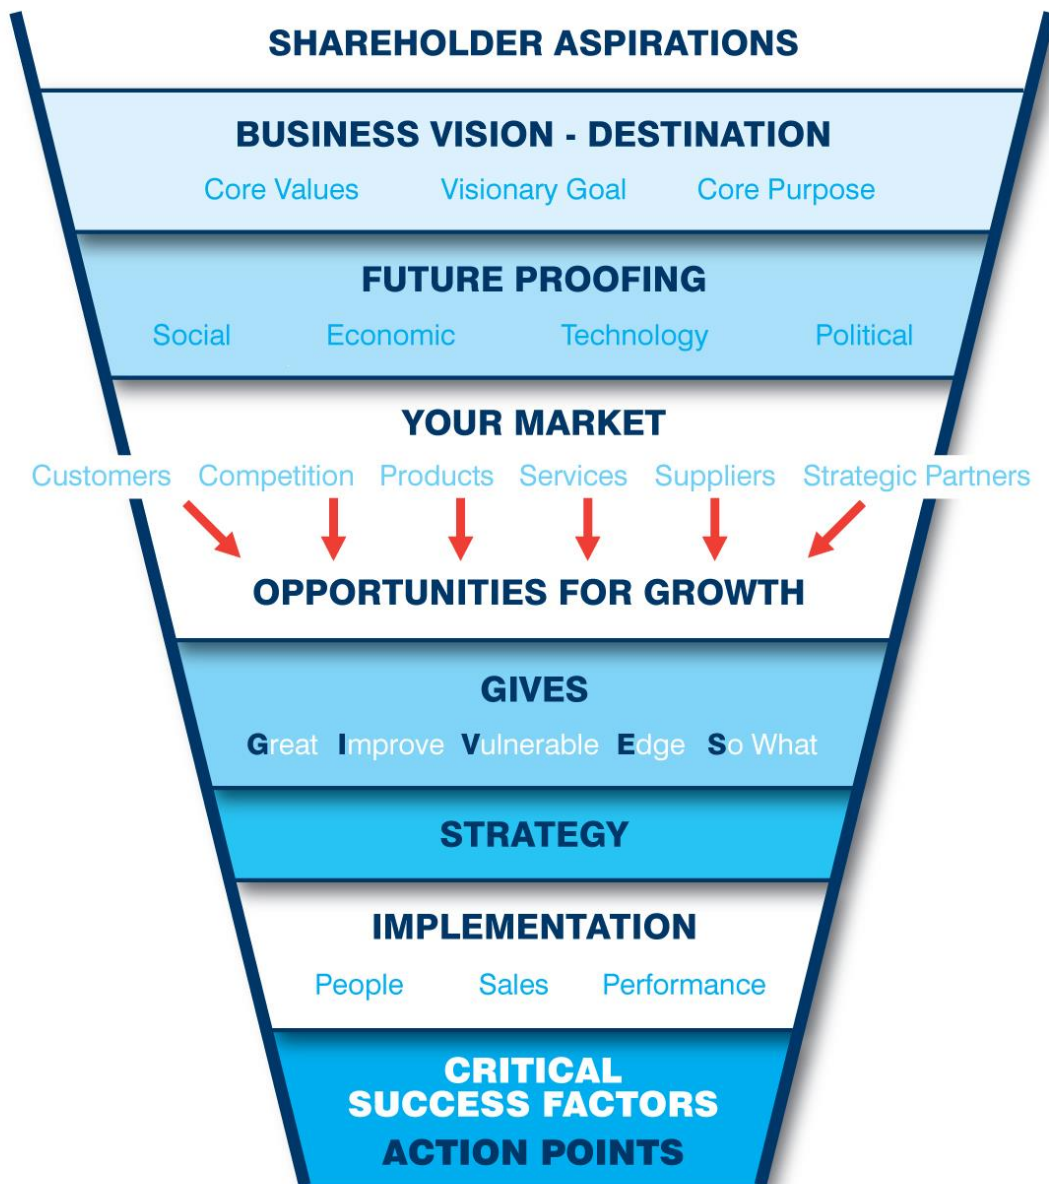 SHAREHOLDER ASPIRATIONS
BUSINESS VISION - DESTINATION
Core Values Visionary Goal Core Purpose
FUTURE PROOFING
Social Economic Technology Political
YOUR MARKET
Customers Competition Products Services Suppliers Strategic Partners
OPPORTUNITIES FOR GROWTH
GIVES
Great Improve Vulnerable Edge So What
STRATEGY
IMPLEMENTATION
People Sales Performance
CRITICAL
SUCCESS FACTORS
ACTION POINTS